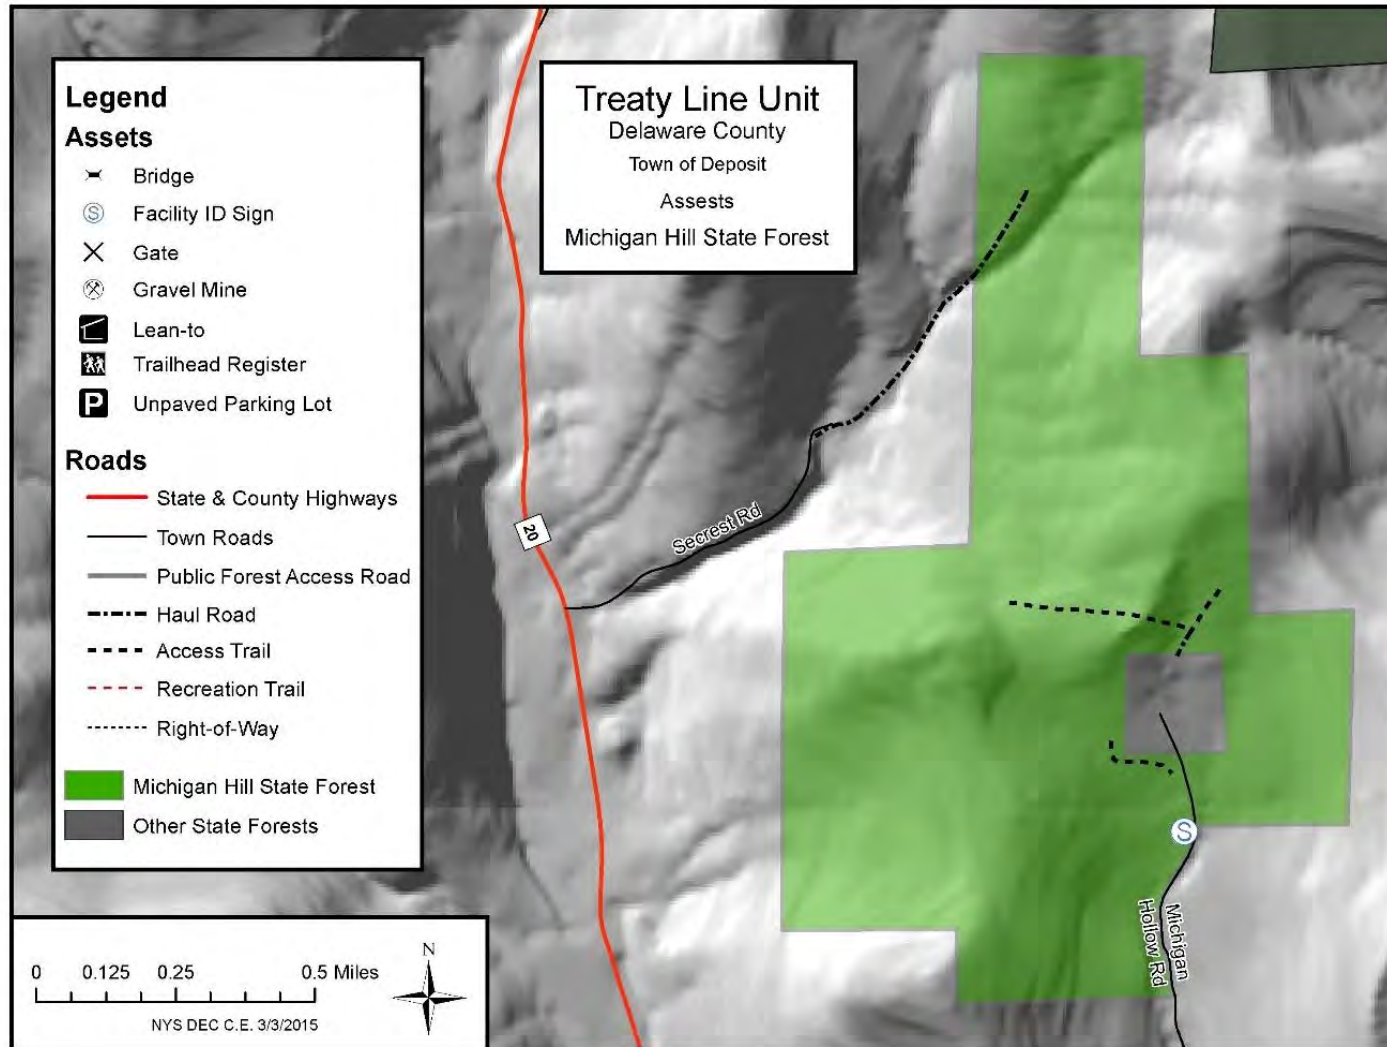 Legend
Assets
Bridge
S
Facility ID Sign
Gate
Gravel Mine
Lean-to
Trailhead Register
P
Unpaved Parking Lot
Roads
State & County Highways
Town Roads
Public Forest Access Road
Haul Road
Access Trail
Recreation Trail
Right-of-Way
Michigan Hill State Forest
Other State Forests
Treaty Line Unit
Delaware County
Town of Deposit
Assests
Michigan Hill State Forest
20
Secrest Rd
S
Michigan
Hollow Rd
N
0 0.125 0.25 0.5 Miles
NYS DEC C.E. 3/3/2015